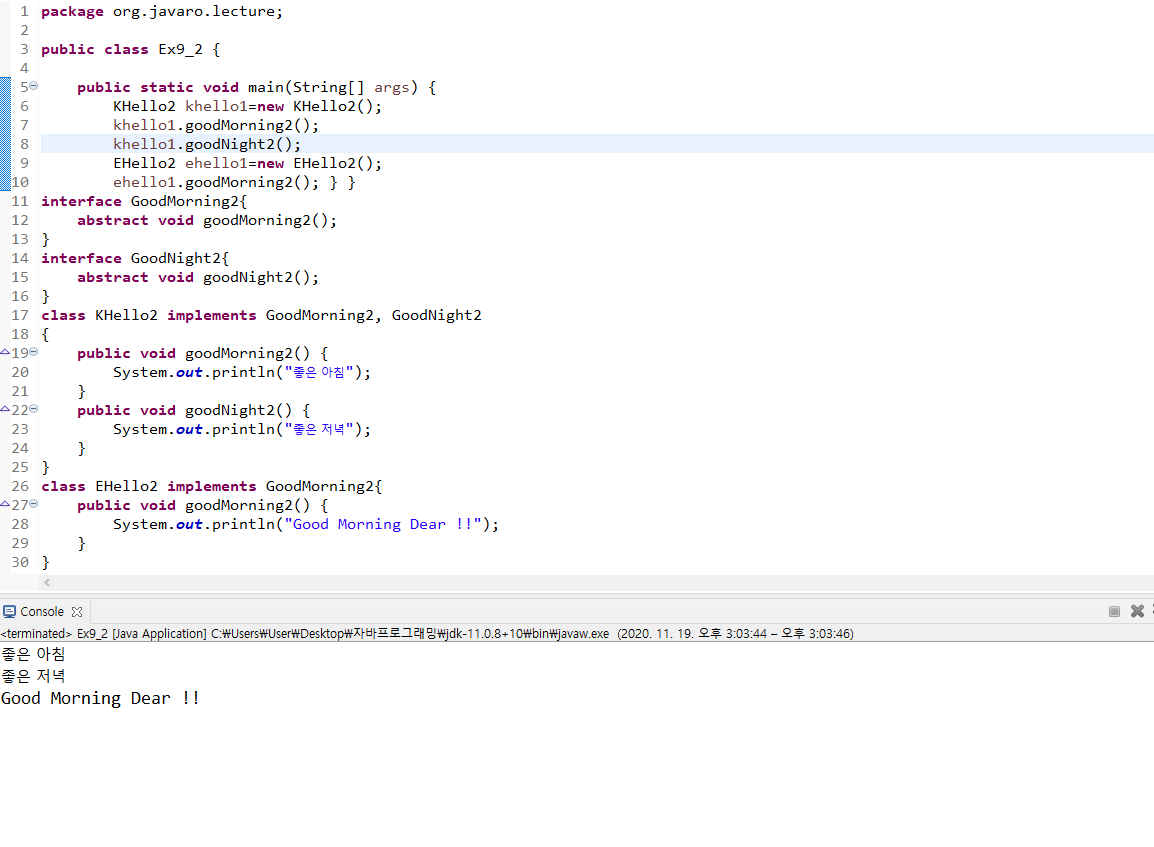 1 package org.javaro.lecture;
2
3 public class Ex9_2 {
4
5 public static void main(String[] args) {
6 KHello2 khello1=new KHello2();
7 khello1.goodMorning2();
8 khello1.goodNight2();
9 EHello2 ehello1=new EHello2();
10 ehello1.goodMorning2(); } }
11 interface GoodMorning2{
12 abstract void goodMorning2();
13 }
14 interface GoodNight2{
15 abstract void goodNight2();
16 }
17 class KHello2 implements GoodMorning2, GoodNight2
18 {
19 public void goodMorning2() {
20 System.out.println("좋은 아침");
21 }
22 public void goodNight2() {
23 System.out.println("좋은 저녁");
24 }
25 }
26 class EHello2 implements GoodMorning2{
27 public void goodMorning2() {
28 System.out.println("Good Morning Dear !!");
29 }
30 }
Console
<terminated> Ex9_2 [Java Application] C:₩Users₩User₩Desktop₩자바프로그래밍₩jdk-11.0.8+10₩bin₩javaw.exe (2020. 11. 19. 오후 3:03:44 – 오후 3:03:46)
좋은 아침
좋은 저녁
Good Morning Dear !!